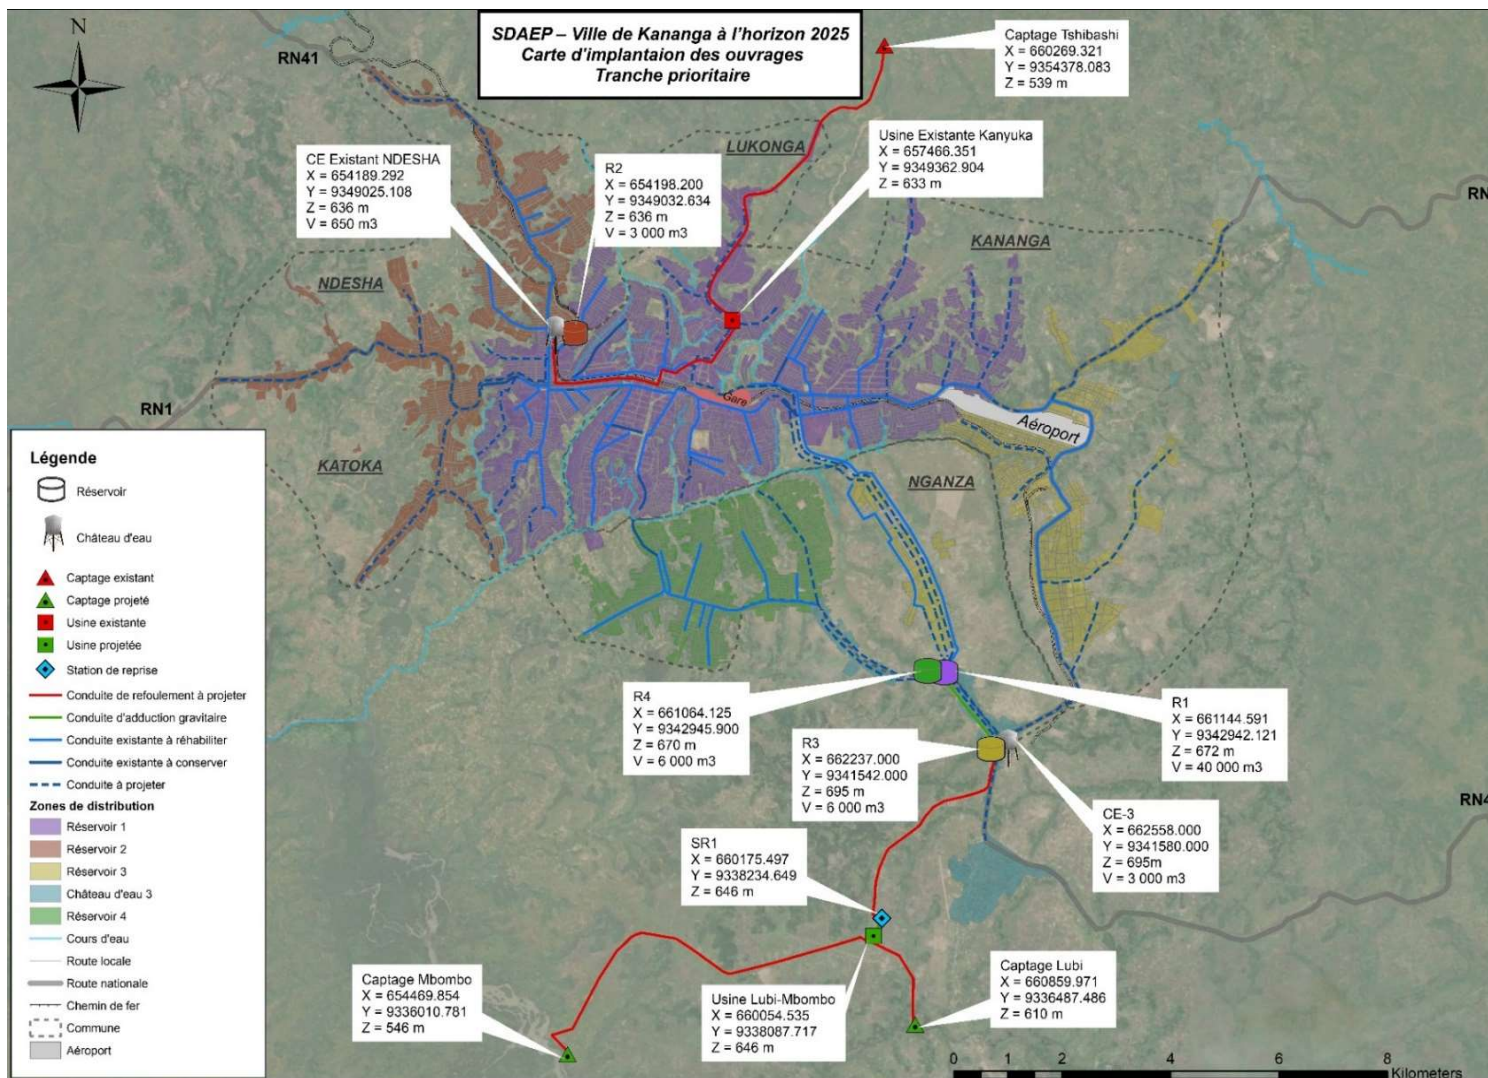 SDAEP – Ville de Kananga à l'horizon 2025
Carte d'implantaion des ouvrages
Tranche prioritaire
N
RN41
Captage Tshibashi
X = 660269.321
Y = 9354378.083
Z = 539 m
Usine Existante Kanyuka
X = 657466.351
Y = 9349362.904
Z = 633 m
LUKONGA
CE Existant NDESHA
X = 654189.292
Y = 9349025.108
Z = 636 m
V = 650 m3
R2
X = 654198.200
Y = 9349032.634
Z = 636 m
V = 3 000 m3
RN
KANANGA
NDESHA
RN1
Gare
Aéroport
KATOKA
NGANZA
Légende
Réservoir
Château d'eau
Captage existant
Captage projeté
Usine existante
Usine projetée
Station de reprise
Conduite de refoulement à projeter
Conduite d'adduction gravitaire
Conduite existante à réhabiliter
Conduite existante à conserver
Conduite à projeter
Zones de distribution
Réservoir 1
Réservoir 2
Réservoir 3
Château d'eau 3
Réservoir 4
Cours d'eau
Route locale
Route nationale
Chemin de fer
Commune
Aéroport
R4
X = 661064.125
Y = 9342945.900
Z = 670 m
V = 6 000 m3
R1
X = 661144.591
Y = 9342942.121
Z = 672 m
V = 40 000 m3
R3
X = 662237.000
Y = 9341542.000
Z = 695 m
V = 6 000 m3
CE-3
X = 662558.000
Y = 9341580.000
Z = 695m
V = 3 000 m3
RN4
SR1
X = 660175.497
Y = 9338234.649
Z = 646 m
Captage Mbombo
X = 654469.854
Y = 9336010.781
Z = 546 m
Usine Lubi-Mbombo
X = 660054.535
Y = 9338087.717
Z = 646 m
Captage Lubi
X = 660859.971
Y = 9336487.486
Z = 610 m
0 1 2 4 6 8
Kilometers